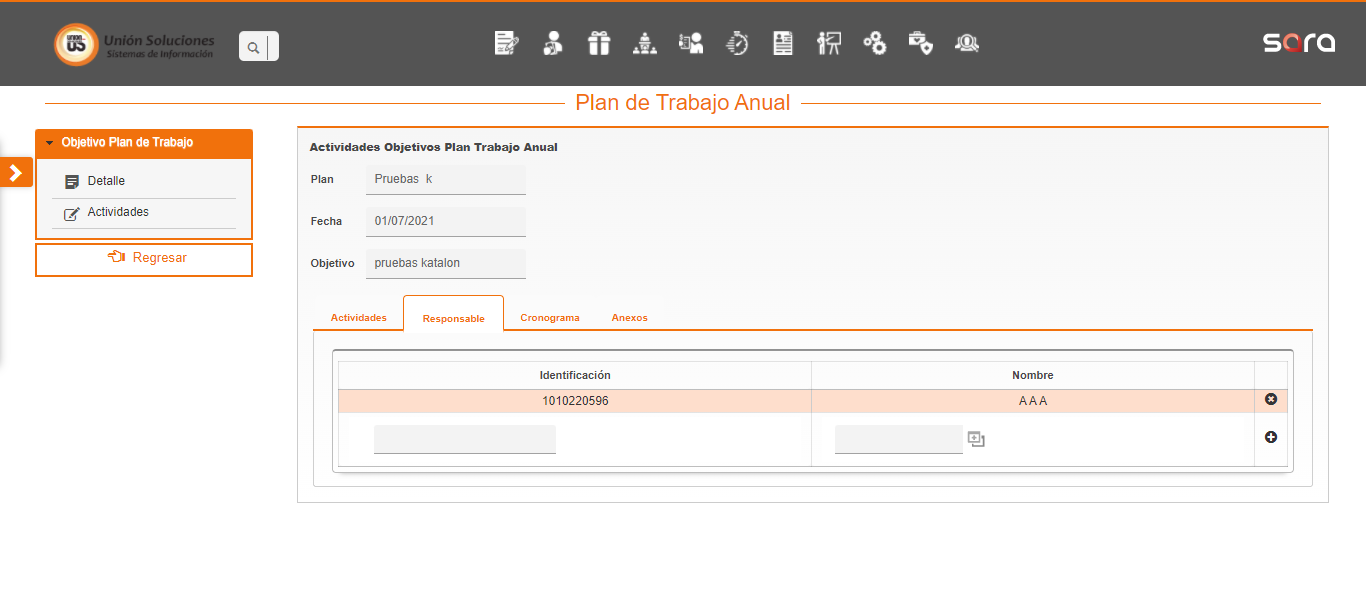 UNION
US
Unión Soluciones
Sistemas de Información
sara
Plan de Trabajo Anual
Objetivo Plan de Trabajo
Detalle
Actividades
Regresar
Actividades Objetivos Plan Trabajo Anual
Plan Pruebas k
Fecha 01/07/2021
Objetivo pruebas katalon
Actividades Responsable Cronograma Anexos
Identificación Nombre
1010220596 A A A